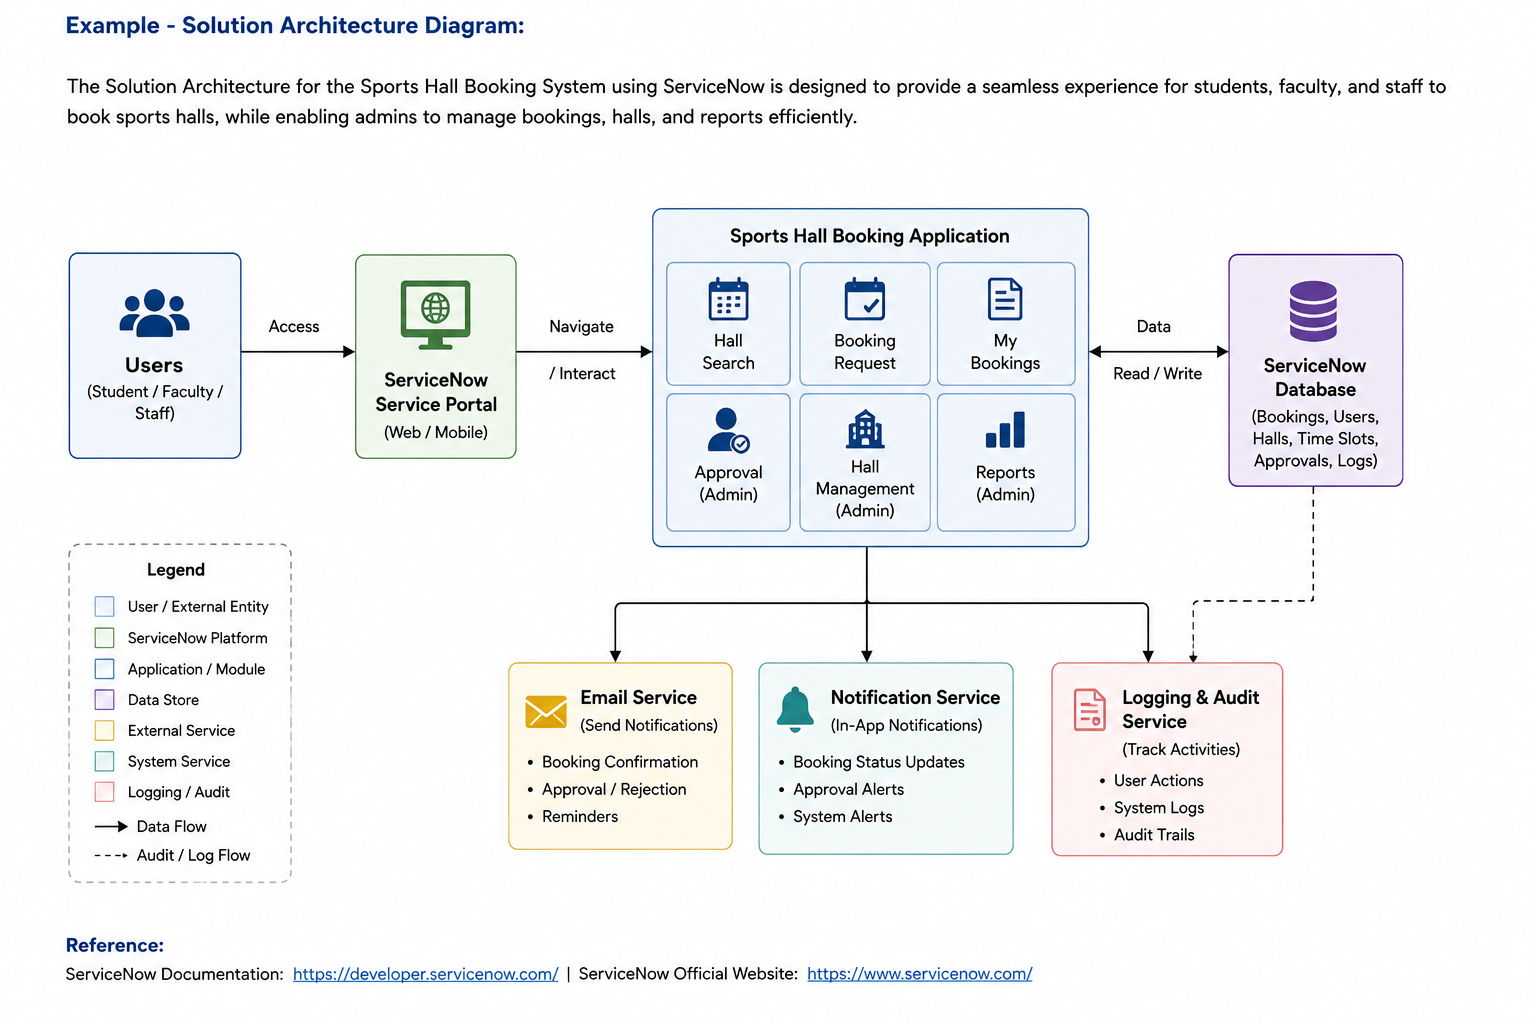 Example - Solution Architecture Diagram:
The Solution Architecture for the Sports Hall Booking System using ServiceNow is designed to provide a seamless experience for students, faculty, and staff to
book sports halls, while enabling admins to manage bookings, halls, and reports efficiently.
Users
(Student / Faculty /
Staff)
Access
ServiceNow
Service Portal
(Web / Mobile)
Navigate
/ Interact
Sports Hall Booking Application
Hall
Search
Booking
Request
My
Bookings
Approval
(Admin)
Hall
Management
(Admin)
Reports
(Admin)
Data
Read / Write
ServiceNow
Database
(Bookings, Users,
Halls, Time Slots,
Approvals, Logs)
Legend
User / External Entity
ServiceNow Platform
Application / Module
Data Store
External Service
System Service
Logging / Audit
Data Flow
Audit / Log Flow
Email Service
(Send Notifications)
• Booking Confirmation
• Approval / Rejection
• Reminders
Notification Service
(In-App Notifications)
• Booking Status Updates
• Approval Alerts
• System Alerts
Logging & Audit
Service
(Track Activities)
• User Actions
• System Logs
• Audit Trails
Reference:
ServiceNow Documentation: https://developer.servicenow.com/ | ServiceNow Official Website: https://www.servicenow.com/